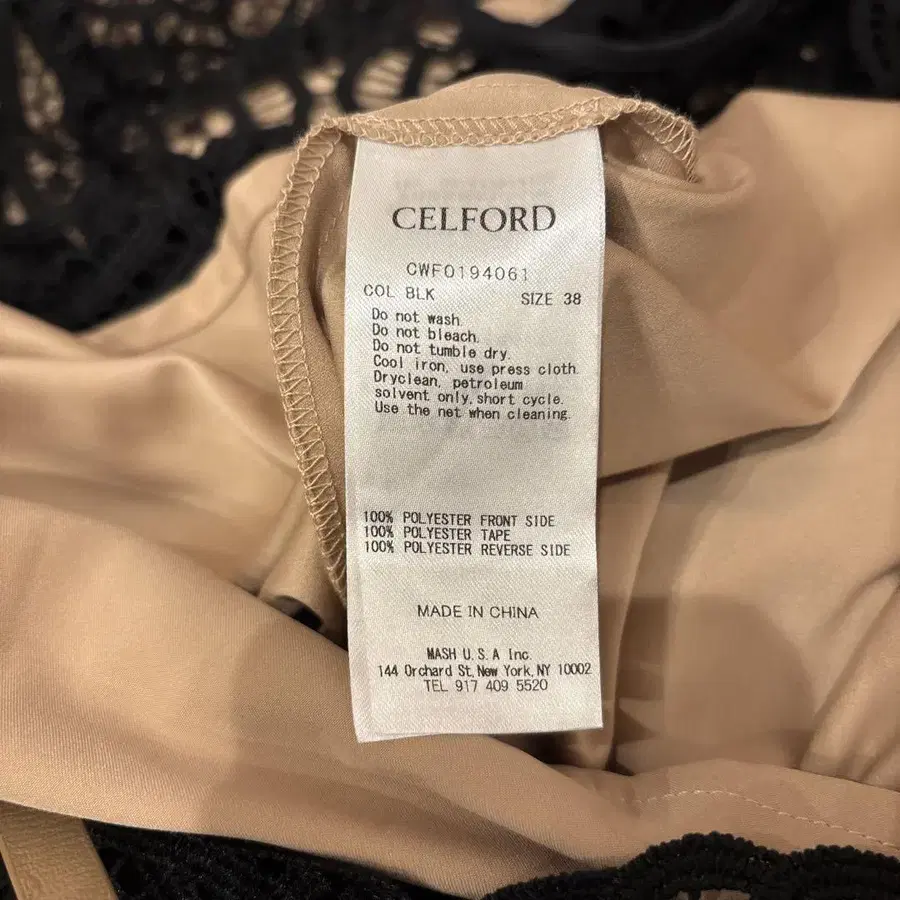 CELFORD
CWFO194061
COL BLK SIZE 38
Do not wash.
Do not bleach.
Do not tumble dry.
Cool iron, use press cloth.
Dryclean, petroleum
solvent only, short cycle.
Use the net when cleaning.
100% POLYESTER FRONT SIDE
100% POLYESTER TAPE
100% POLYESTER REVERSE SIDE
MADE IN CHINA
MASH U.S.A Inc.
144 Orchard St, New York, NY 10002
TEL 917 409 5520